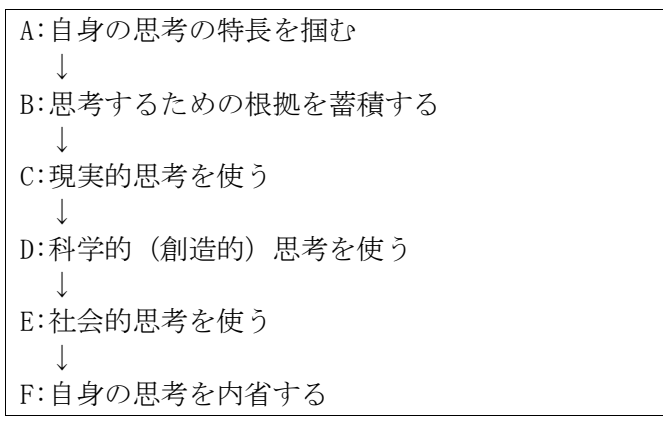 A:自身の思考の特長を掴む
↓
B:思考するための根拠を蓄積する
↓
C:現実的思考を使う
↓
D:科学的（創造的）思考を使う
↓
E:社会的思考を使う
↓
F:自身の思考を内省する